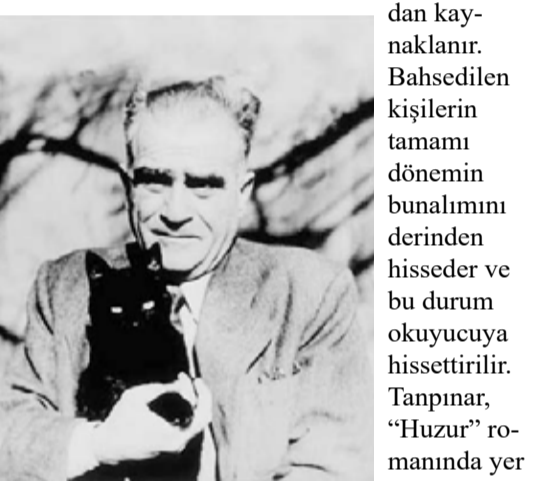 dan kay-
naklanır.
Bahsedilen
kişilerin
tamamı
dönemin
bunalımını
derinden
hisseder ve
bu durum
okuyucuya
hissettirilir.
Tanpınar,
“Huzur” ro-
manında yer